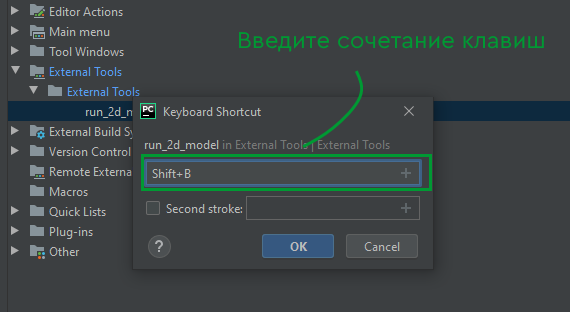 Editor Actions
Main menu
Tool Windows
External Tools
External Tools
run_2d_m
External Build Sy
Version Control
Remote Externa
Macros
Quick Lists
Plug-ins
Other
Введите сочетание клавиш
PC
Keyboard Shortcut
run_2d_model in External Tools | External Tools
Shift+B
Second stroke:
?
OK
Cancel